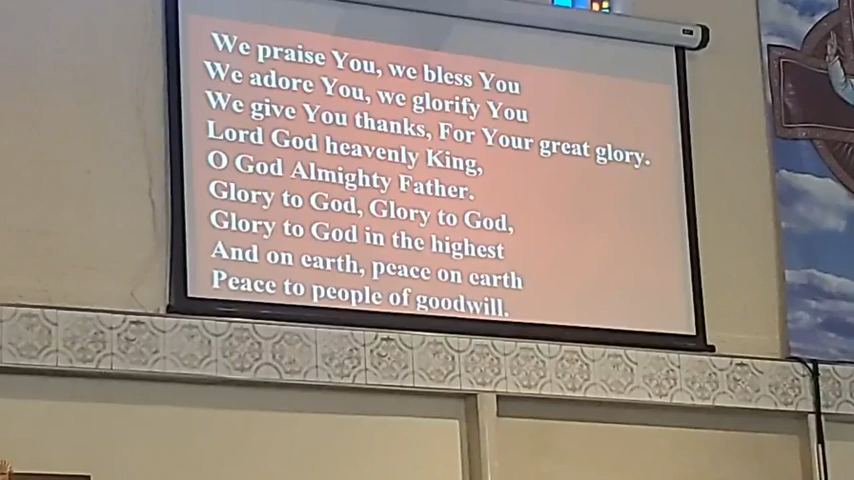 We praise You, we bless You
We adore You, we glorify You
We give You thanks, For Your great glory.
Lord God heavenly King,
O God Almighty Father.
Glory to God, Glory to God,
Glory to God in the highest
And on earth, peace on earth
Peace to people of goodwill.